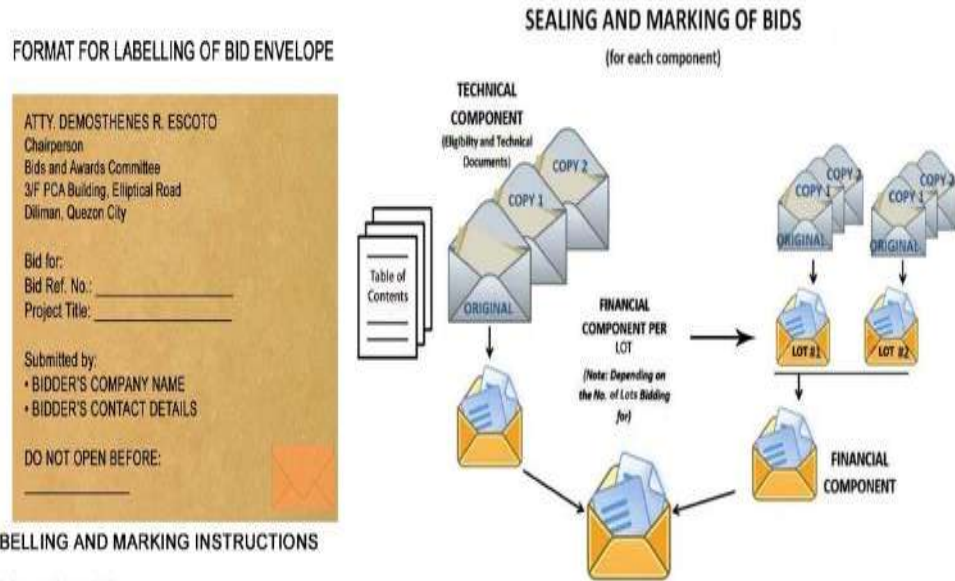 FORMAT FOR LABELLING OF BID ENVELOPE
ATTY. DEMOSTHENES R. ESCOTO
Chairperson
Bids and Awards Committee
3/F PCA Building, Elliptical Road
Diliman, Quezon City
Bid for:
Bid Ref. No.:
Project Title:
Submitted by:
• BIDDER'S COMPANY NAME
• BIDDER'S CONTACT DETAILS
DO NOT OPEN BEFORE:
BELLING AND MARKING INSTRUCTIONS
SEALING AND MARKING OF BIDS
(for each component)
TECHNICAL
COMPONENT
(Eligibility and Technical
Documents)
COPY 2
COPY 1
ORIGINAL
Table of
Contents
FINANCIAL
COMPONENT PER
LOT
(Note: Depending on
the No. of Lots Bidding
for)
COPY 2
COPY 1
ORIGINAL
COPY 2
COPY 1
ORIGINAL
LOT #1
LOT #2
FINANCIAL
COMPONENT